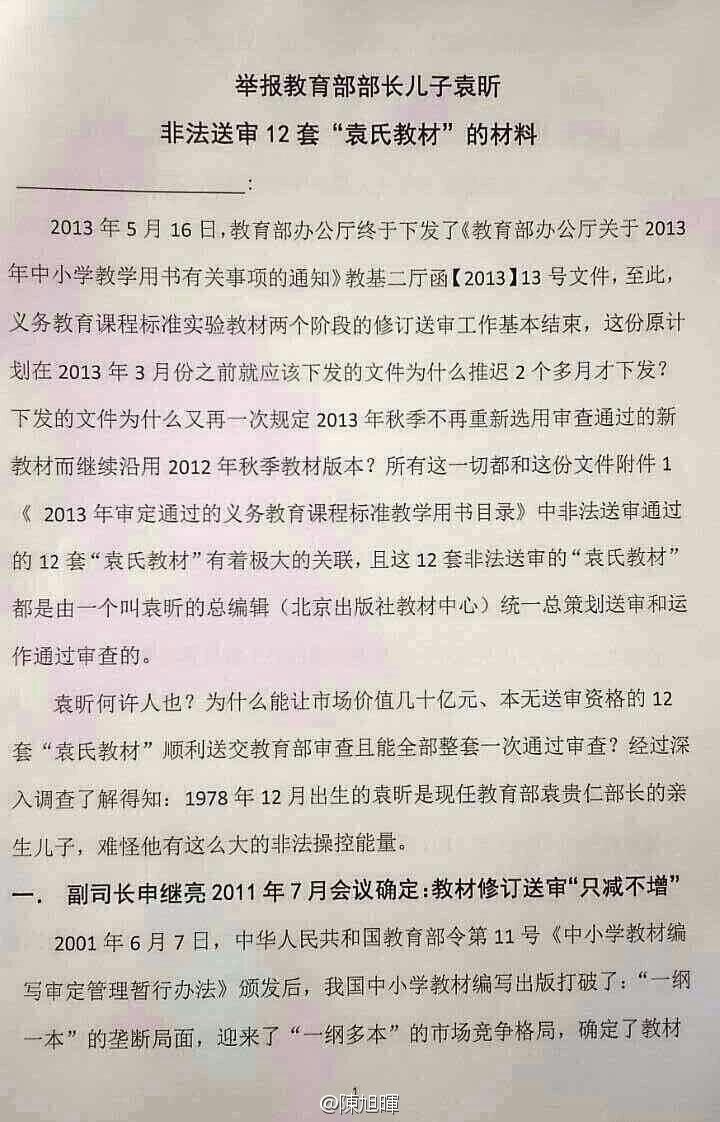 举报教育部部长儿子袁昕
非法送审 12 套“袁氏教材”的材料
:
2013 年 5 月 16 日,教育部办公厅终于下发了《教育部办公厅关于 2013
年中小学教学用书有关事项的通知》教基二厅函【2013】13 号文件，至此，
义务教育课程标准实验教材两个阶段的修订送审工作基本结束，这份原计
划在 2013 年 3 月份之前就应该下发的文件为什么推迟 2 个多月才下发？
下发的文件为什么又再一次规定 2013 年秋季不再重新选用审查通过的新
教材而继续沿用 2012 年秋季教材版本？所有这一切都和这份文件附件 1
《 2013 年审定通过的义务教育课程标准教学用书目录》中非法送审通过
的 12 套“袁氏教材”有着极大的关联，且这 12 套非法送审的“袁氏教材”
都是由一个叫袁昕的总编辑（北京出版社教材中心）统一总策划送审和运
作通过审查的。
袁昕何许人也？为什么能让市场价值几十亿元、本无送审资格的 12
套“袁氏教材”顺利送交教育部审查且能全部整套一次通过审查？经过深
入调查了解得知：1978 年 12 月出生的袁昕是现任教育部袁贵仁部长的亲
生儿子，难怪他有这么大的非法操控能量。
一． 副司长申继亮 2011 年 7 月会议确定：教材修订送审“只减不增”
2001 年 6 月 7 日，中华人民共和国教育部令第 11 号《中小学教材编
写审定管理暂行办法》颁发后，我国中小学教材编写出版打破了：“一纲
一本”的垄断局面，迎来了“一纲多本”的市场竞争格局，确定了教材
1
@陳旭暉